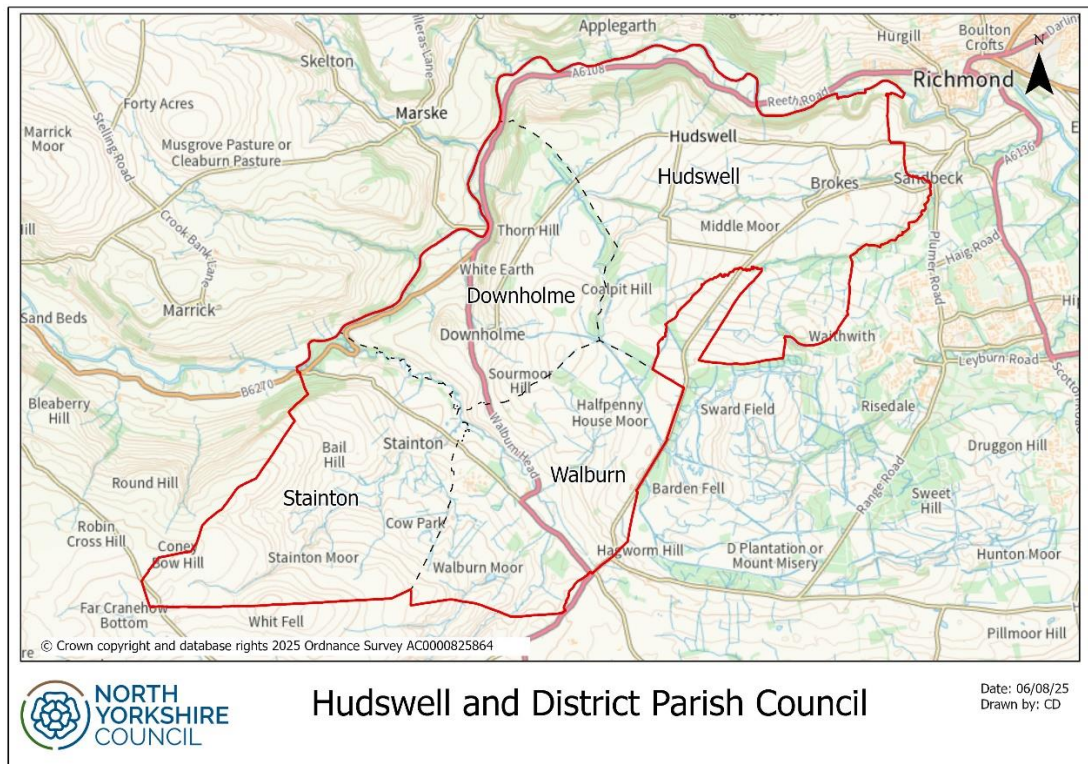 Applegarth
Hurgill
Boulton
Crofts
Skelton
A6108
N
Richmond
Forty Acres
Marske
Reeth Road
Marrick
Moor
Stelling Road
Musgrove Pasture or
Cleaburn Pasture
Hudswell
Hudswell
A6136
Brokes
Sandbeck
Crook Bank Lane
Thorn Hill
Middle Moor
Plumer Road
Haig Road
White Earth
Downholme
Coalpit Hill
Marrick
Sand Beds
Downholme
Waithwith
Leyburn Road
Sourmoor
Hill
B6270
Bleaberry
Hill
Halfpenny
House Moor
Sward Field
Risedale
Bail
Hill
Stainton
Walburn Head
Druggon Hill
Walburn
Round Hill
Stainton
Barden Fell
Range Road
Sweet
Hill
Cow Park
Robin
Cross Hill
Coney
Bow Hill
Stainton Moor
Walburn Moor
Hagworm Hill
D Plantation or
Mount Misery
Hunton Moor
Far Cranehow
Bottom
Whit Fell
Pillmoor Hill
© Crown copyright and database rights 2025 Ordnance Survey AC0000825864
NORTH
YORKSHIRE
COUNCIL
Hudswell and District Parish Council
Date: 06/08/25
Drawn by: CD